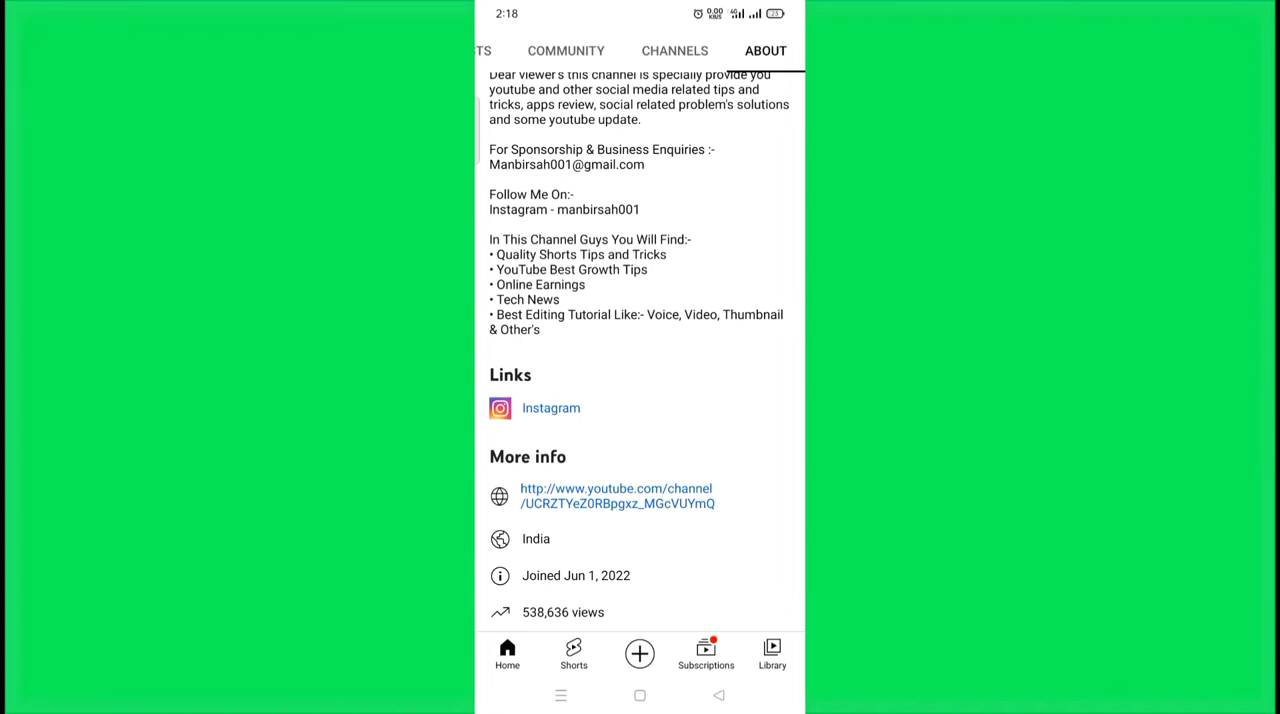 2:18
0.00
KB/S
4G
23
TS
COMMUNITY
CHANNELS
ABOUT
Dear viewer's this channel is specially provide you
youtube and other social media related tips and
tricks, apps review, social related problem's solutions
and some youtube update.
For Sponsorship & Business Enquiries :-
Manbirsah001@gmail.com
Follow Me On:-
Instagram - manbirsah001
In This Channel Guys You Will Find:-
• Quality Shorts Tips and Tricks
• YouTube Best Growth Tips
• Online Earnings
• Tech News
• Best Editing Tutorial Like:- Voice, Video, Thumbnail
& Other's
Links
Instagram
More info
http://www.youtube.com/channel
/UCRZTYeZ0RBpgxz_MGcVUYmQ
India
Joined Jun 1, 2022
538,636 views
Home
Shorts
Subscriptions
Library